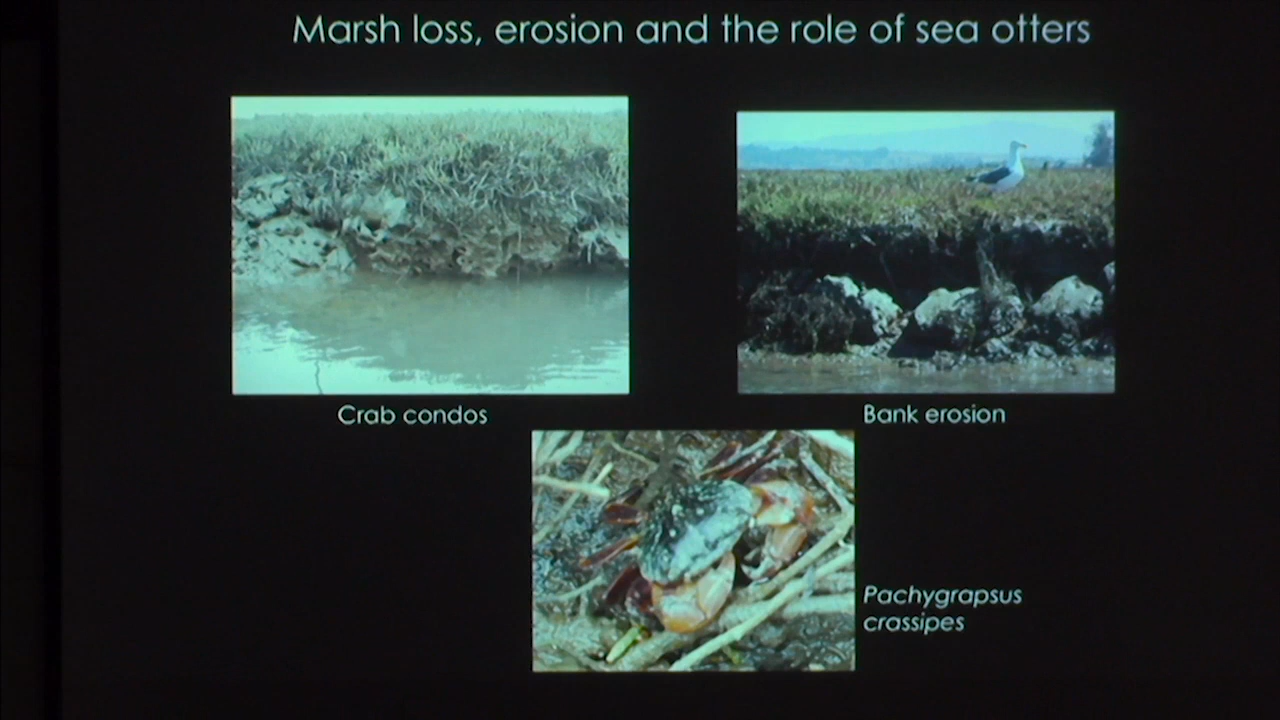 Marsh loss, erosion and the role of sea otters
Crab condos
Bank erosion
Pachygrapsus
crassipes